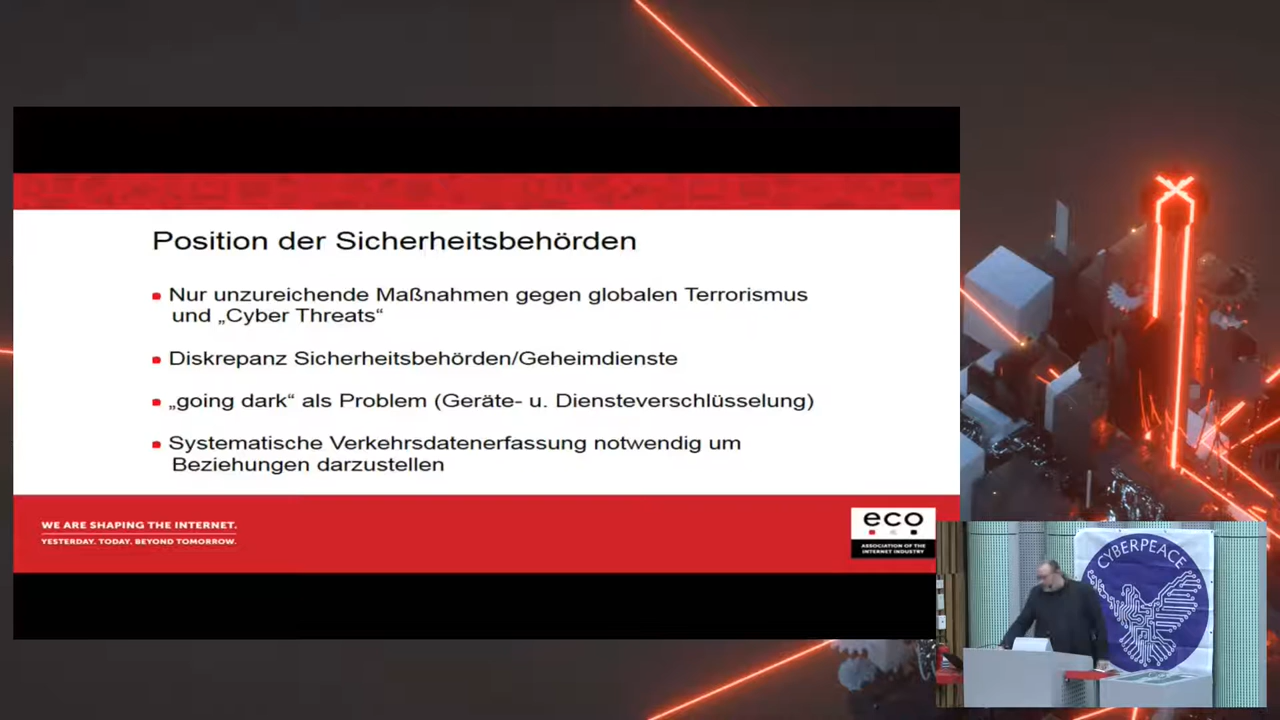 Position der Sicherheitsbehörden
Nur unzureichende Maßnahmen gegen globalen Terrorismus
und „Cyber Threats“
Diskrepanz Sicherheitsbehörden/Geheimdienste
„going dark“ als Problem (Geräte- u. Diensteverschlüsselung)
Systematische Verkehrsdatenerfassung notwendig um
Beziehungen darzustellen
WE ARE SHAPING THE INTERNET.
YESTERDAY. TODAY. BEYOND TOMORROW.
eco
ASSOCIATION OF THE
INTERNET INDUSTRY
CYBERPEACE